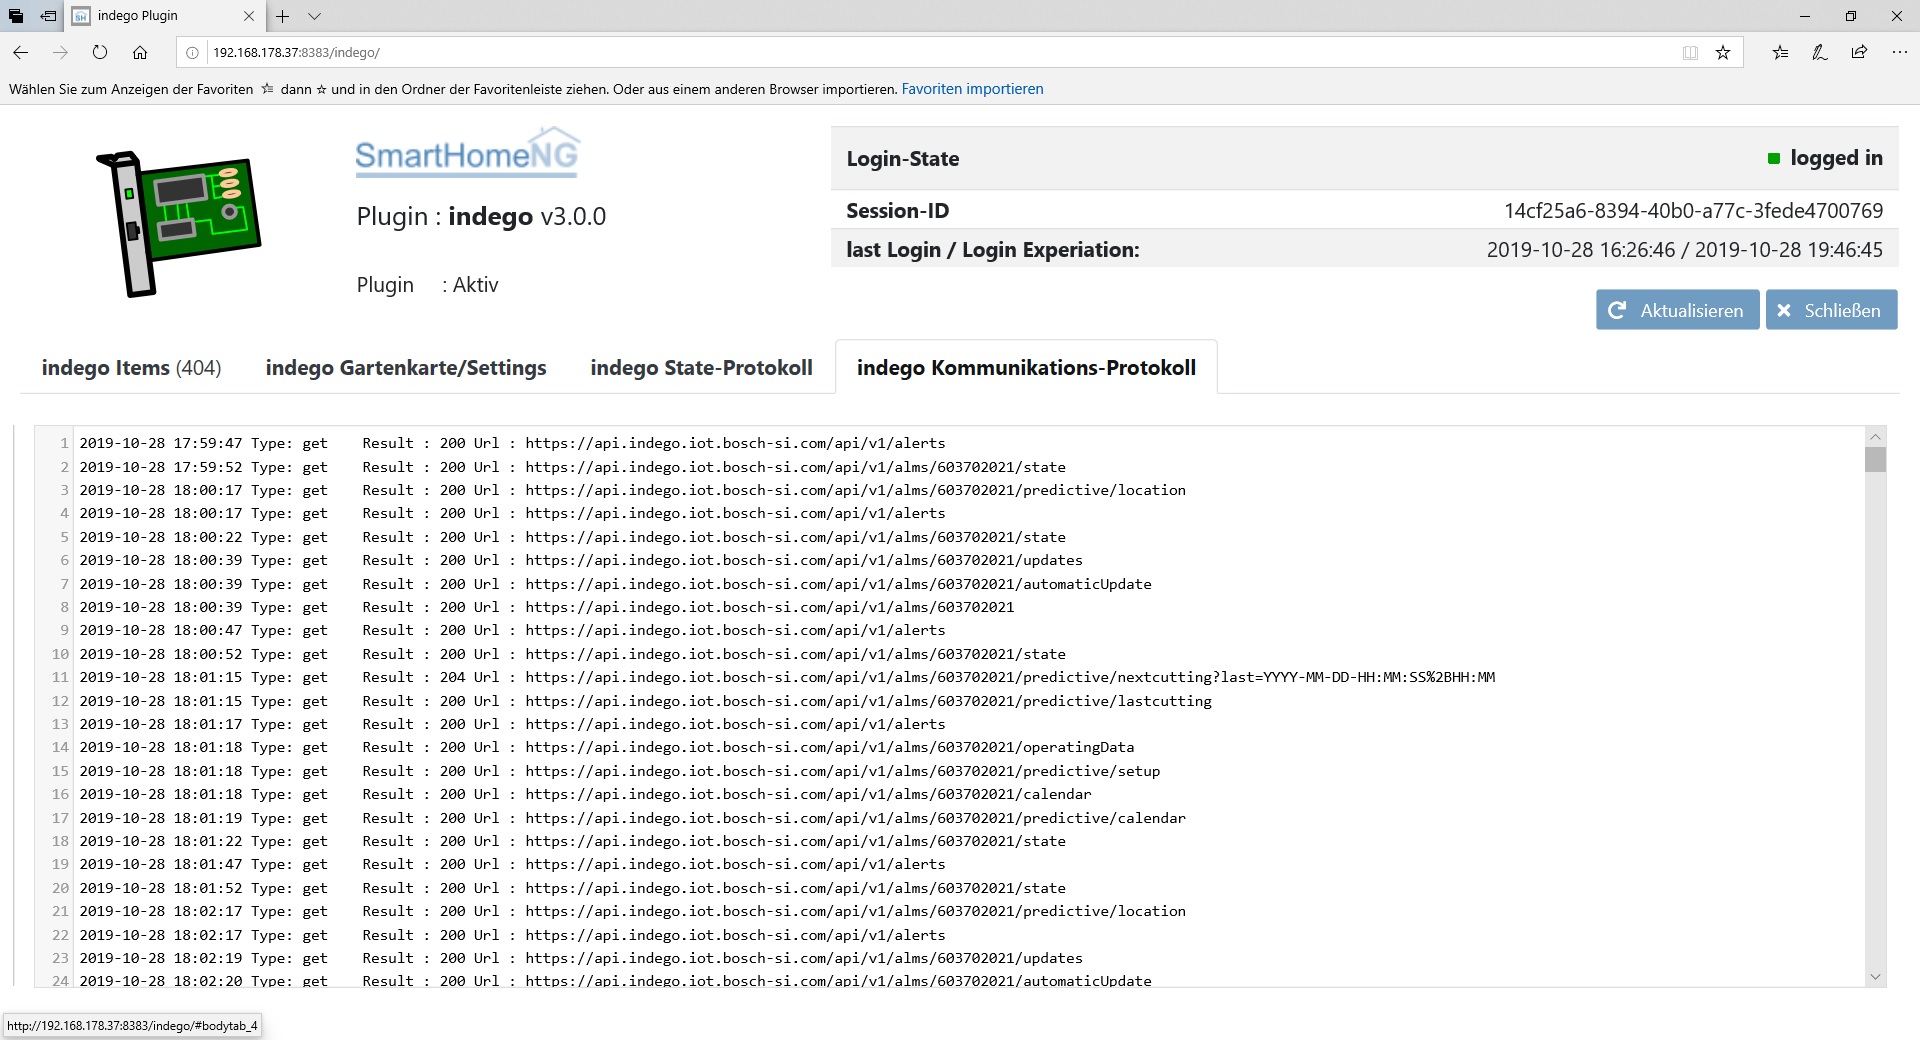 indego Plugin
192.168.178.37:8383/indego/
Wählen Sie zum Anzeigen der Favoriten dann und in den Ordner der Favoritenleiste ziehen. Oder aus einem anderen Browser importieren. Favoriten importieren
SH
SmartHomeNG
Plugin : indego v3.0.0
Plugin : Aktiv
Login-State logged in
Session-ID 14cf25a6-8394-40b0-a77c-3fede4700769
last Login / Login Experiation: 2019-10-28 16:26:46 / 2019-10-28 19:46:45
Aktualisieren Schließen
indego Items (404) indego Gartenkarte/Settings indego State-Protokoll indego Kommunikations-Protokoll
1 2019-10-28 17:59:47 Type: get Result : 200 Url : https://api.indego.iot.bosch-si.com/api/v1/alerts
2 2019-10-28 17:59:52 Type: get Result : 200 Url : https://api.indego.iot.bosch-si.com/api/v1/alms/603702021/state
3 2019-10-28 18:00:17 Type: get Result : 200 Url : https://api.indego.iot.bosch-si.com/api/v1/alms/603702021/predictive/location
4 2019-10-28 18:00:17 Type: get Result : 200 Url : https://api.indego.iot.bosch-si.com/api/v1/alerts
5 2019-10-28 18:00:22 Type: get Result : 200 Url : https://api.indego.iot.bosch-si.com/api/v1/alms/603702021/state
6 2019-10-28 18:00:39 Type: get Result : 200 Url : https://api.indego.iot.bosch-si.com/api/v1/alms/603702021/updates
7 2019-10-28 18:00:39 Type: get Result : 200 Url : https://api.indego.iot.bosch-si.com/api/v1/alms/603702021/automaticUpdate
8 2019-10-28 18:00:39 Type: get Result : 200 Url : https://api.indego.iot.bosch-si.com/api/v1/alms/603702021
9 2019-10-28 18:00:47 Type: get Result : 200 Url : https://api.indego.iot.bosch-si.com/api/v1/alerts
10 2019-10-28 18:00:52 Type: get Result : 200 Url : https://api.indego.iot.bosch-si.com/api/v1/alms/603702021/state
11 2019-10-28 18:01:15 Type: get Result : 204 Url : https://api.indego.iot.bosch-si.com/api/v1/alms/603702021/predictive/nextcutting?last=YYYY-MM-DD-HH:MM:SS%2BHH:MM
12 2019-10-28 18:01:15 Type: get Result : 200 Url : https://api.indego.iot.bosch-si.com/api/v1/alms/603702021/predictive/lastcutting
13 2019-10-28 18:01:17 Type: get Result : 200 Url : https://api.indego.iot.bosch-si.com/api/v1/alerts
14 2019-10-28 18:01:18 Type: get Result : 200 Url : https://api.indego.iot.bosch-si.com/api/v1/alms/603702021/operatingData
15 2019-10-28 18:01:18 Type: get Result : 200 Url : https://api.indego.iot.bosch-si.com/api/v1/alms/603702021/predictive/setup
16 2019-10-28 18:01:18 Type: get Result : 200 Url : https://api.indego.iot.bosch-si.com/api/v1/alms/603702021/calendar
17 2019-10-28 18:01:19 Type: get Result : 200 Url : https://api.indego.iot.bosch-si.com/api/v1/alms/603702021/predictive/calendar
18 2019-10-28 18:01:22 Type: get Result : 200 Url : https://api.indego.iot.bosch-si.com/api/v1/alms/603702021/state
19 2019-10-28 18:01:47 Type: get Result : 200 Url : https://api.indego.iot.bosch-si.com/api/v1/alerts
20 2019-10-28 18:01:52 Type: get Result : 200 Url : https://api.indego.iot.bosch-si.com/api/v1/alms/603702021/state
21 2019-10-28 18:02:17 Type: get Result : 200 Url : https://api.indego.iot.bosch-si.com/api/v1/alms/603702021/predictive/location
22 2019-10-28 18:02:17 Type: get Result : 200 Url : https://api.indego.iot.bosch-si.com/api/v1/alerts
23 2019-10-28 18:02:19 Type: get Result : 200 Url : https://api.indego.iot.bosch-si.com/api/v1/alms/603702021/updates
24 2019-10-28 18:02:20 Type: get Result : 200 Url : https://api.indego.iot.bosch-si.com/api/v1/alms/603702021/automaticUpdate
http://192.168.178.37:8383/indego/#bodytab_4